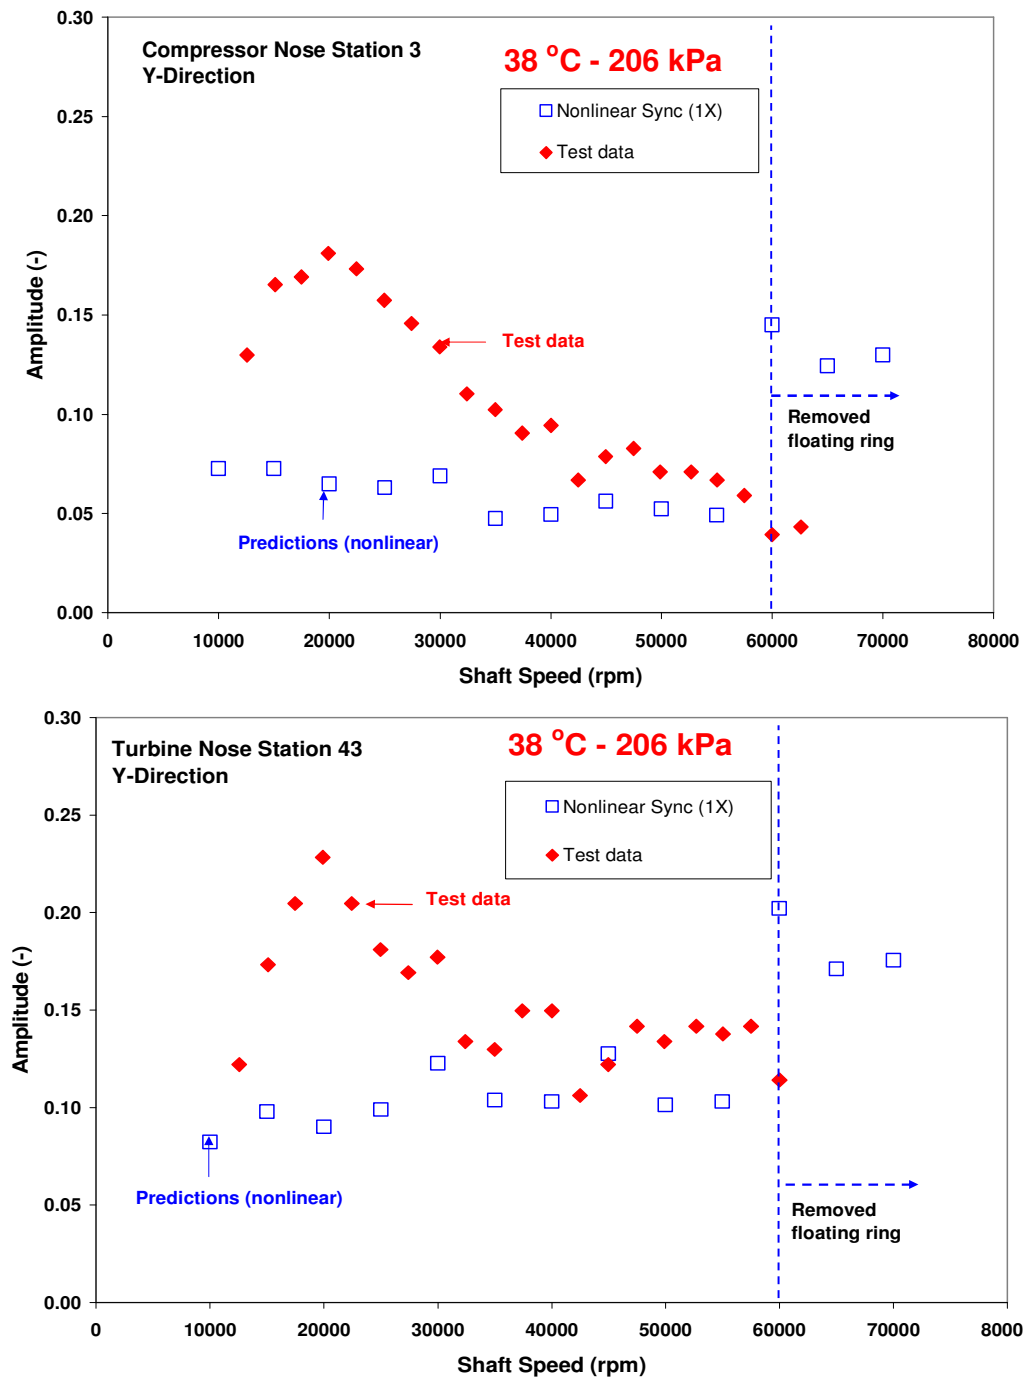 0.30
Compressor Nose Station 3
Y-Direction
38 °C - 206 kPa
Nonlinear Sync (1X)
Test data
0.25
0.20
0.15
0.10
0.05
0.00
Amplitude (-)
Test data
Removed
floating ring
Predictions (nonlinear)
0 10000 20000 30000 40000 50000 60000 70000 80000
Shaft Speed (rpm)
0.30
Turbine Nose Station 43
Y-Direction
38 °C - 206 kPa
Nonlinear Sync (1X)
Test data
0.25
0.20
0.15
0.10
0.05
0.00
Amplitude (-)
Test data
Predictions (nonlinear)
Removed
floating ring
0 10000 20000 30000 40000 50000 60000 70000 8000
Shaft Speed (rpm)